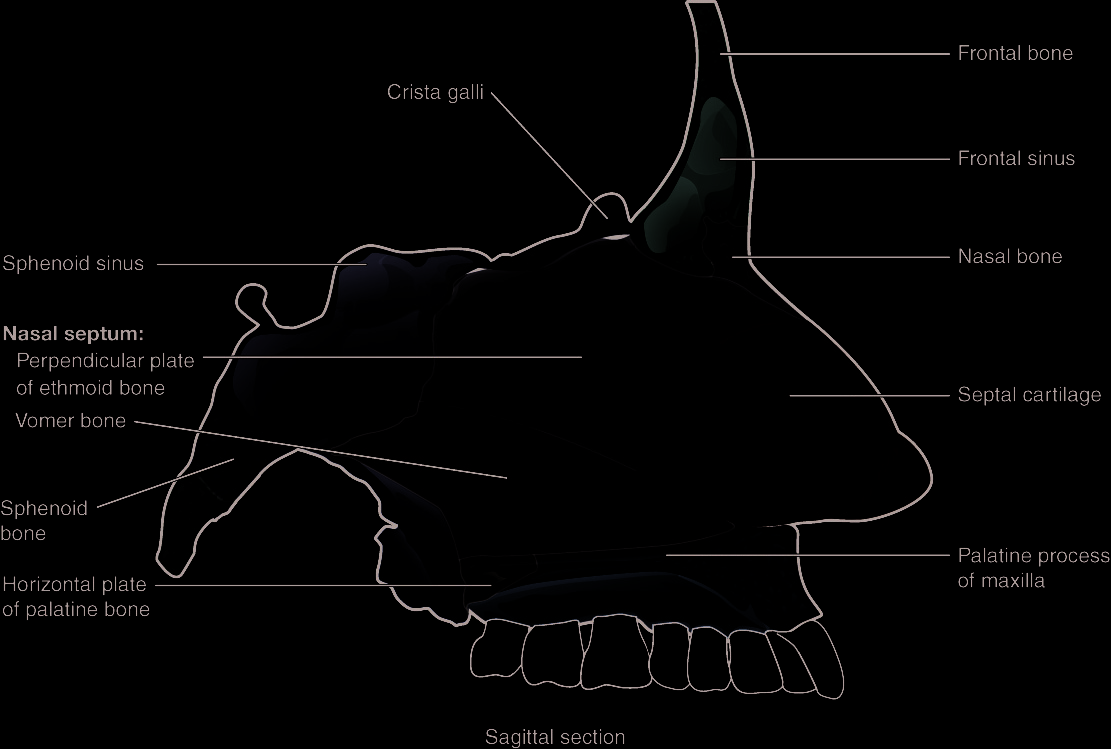 Frontal bone
Crista galli
Frontal sinus
Nasal bone
Sphenoid sinus
Nasal septum:
Perpendicular plate
of ethmoid bone
Vomer bone
Septal cartilage
Sphenoid
bone
Palatine process
of maxilla
Horizontal plate
of palatine bone
Sagittal section